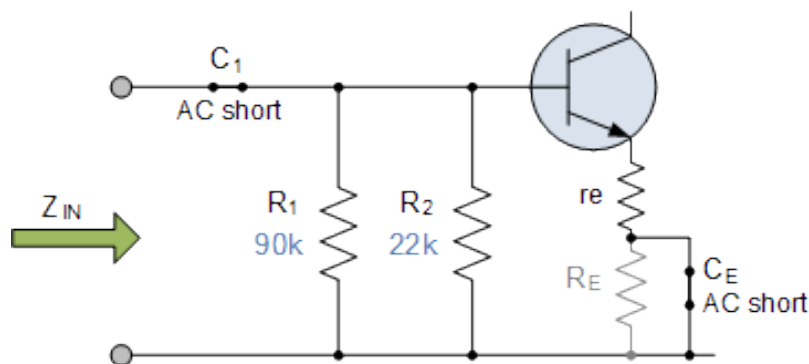 C1
AC short
ZIN
R1
90k
R2
22k
re
RE
CE
AC short